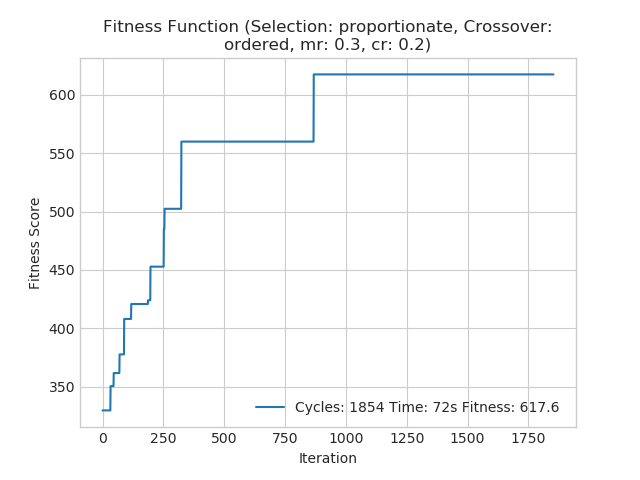 Fitness Function (Selection: proportionate, Crossover:
ordered, mr: 0.3, cr: 0.2)
Fitness Score
600
550
500
450
400
350
Cycles: 1854 Time: 72s Fitness: 617.6
0 250 500 750 1000 1250 1500 1750
Iteration